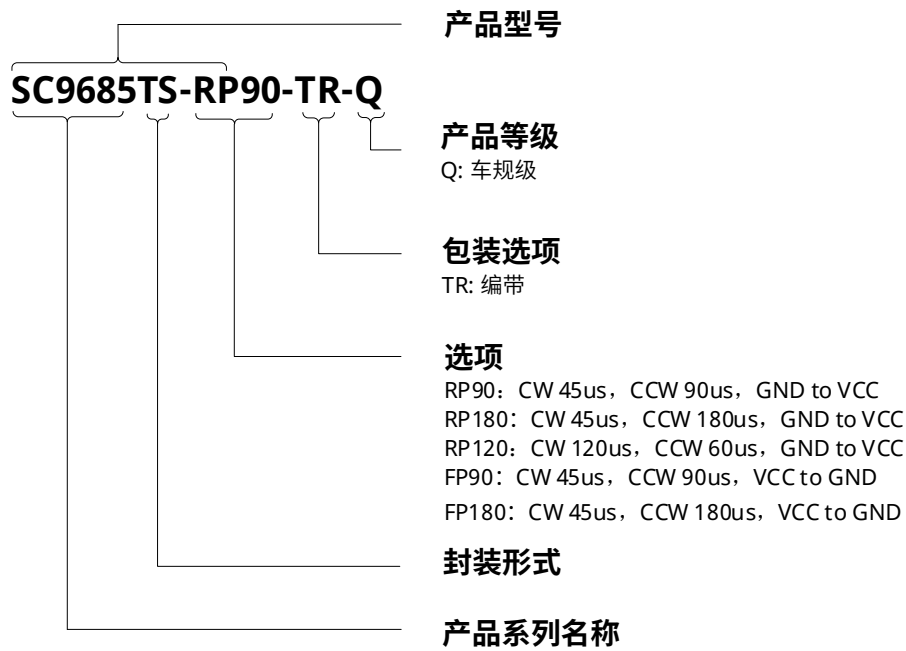 产品型号
SC9685TS-RP90-TR-Q
产品等级
Q: 车规级
包装选项
TR: 编带
选项
RP90：CW 45us，CCW 90us，GND to VCC
RP180：CW 45us，CCW 180us，GND to VCC
RP120：CW 120us，CCW 60us，GND to VCC
FP90：CW 45us，CCW 90us，VCC to GND
FP180：CW 45us，CCW 180us，VCC to GND
封装形式
产品系列名称